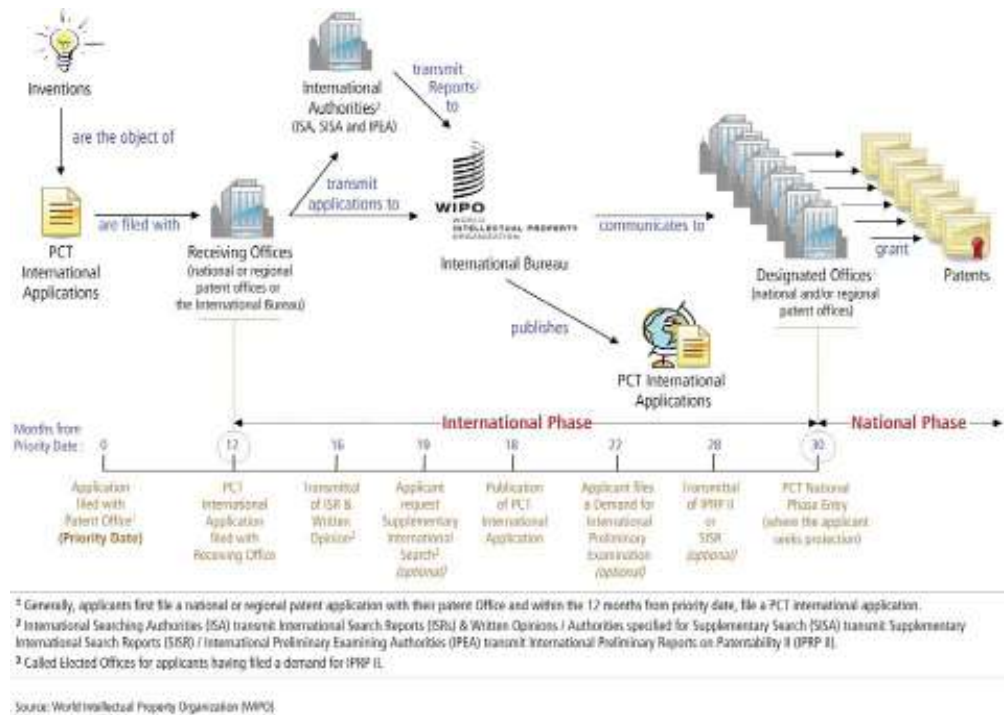 Inventions
are the object of
PCT
International
Applications
are filed with
Receiving Offices
(national or regional
patent offices or
the International Bureau)
International
Authorities²
(ISA, SISA and IPEA)
transmit
applications to
transmit
Reports²
to
WIPO
WORLD
INTELLECTUAL PROPERTY
ORGANIZATION
International Bureau
publishes
PCT International
Applications
communicates to
Designated Offices
(national and/or regional
patent offices)
grant
Patents
International Phase
National Phase
Months from
Priority Date :
0
12
16
19
18
22
28
30
Application
filed with
Patent Office¹
(Priority Date)
PCT
International
Application
filed with
Receiving Office
Transmittal
of ISR &
Written
Opinion²
Applicant
request
Supplementary
International
Search²
(optional)
Publication
of PCT
International
Application
Applicant files
a Demand for
International
Preliminary
Examination
(optional)
Transmittal
of IPRP II
or
SISR
(optional)
PCT National
Phase Entry
(where the applicant
seeks protection)
¹ Generally, applicants first file a national or regional patent application with their patent Office and within the 12 months from priority date, file a PCT international application.
² International Searching Authorities (ISA) transmit International Search Reports (ISRs) & Written Opinions / Authorities specified for Supplementary Search (SISA) transmit Supplementary
International Search Reports (SISR) / International Preliminary Examining Authorities (IPEA) transmit International Preliminary Reports on Patentability II (IPRP II).
³ Called Elected Offices for applicants having filed a demand for IPRP II.
Source: World Intellectual Property Organization (WIPO)